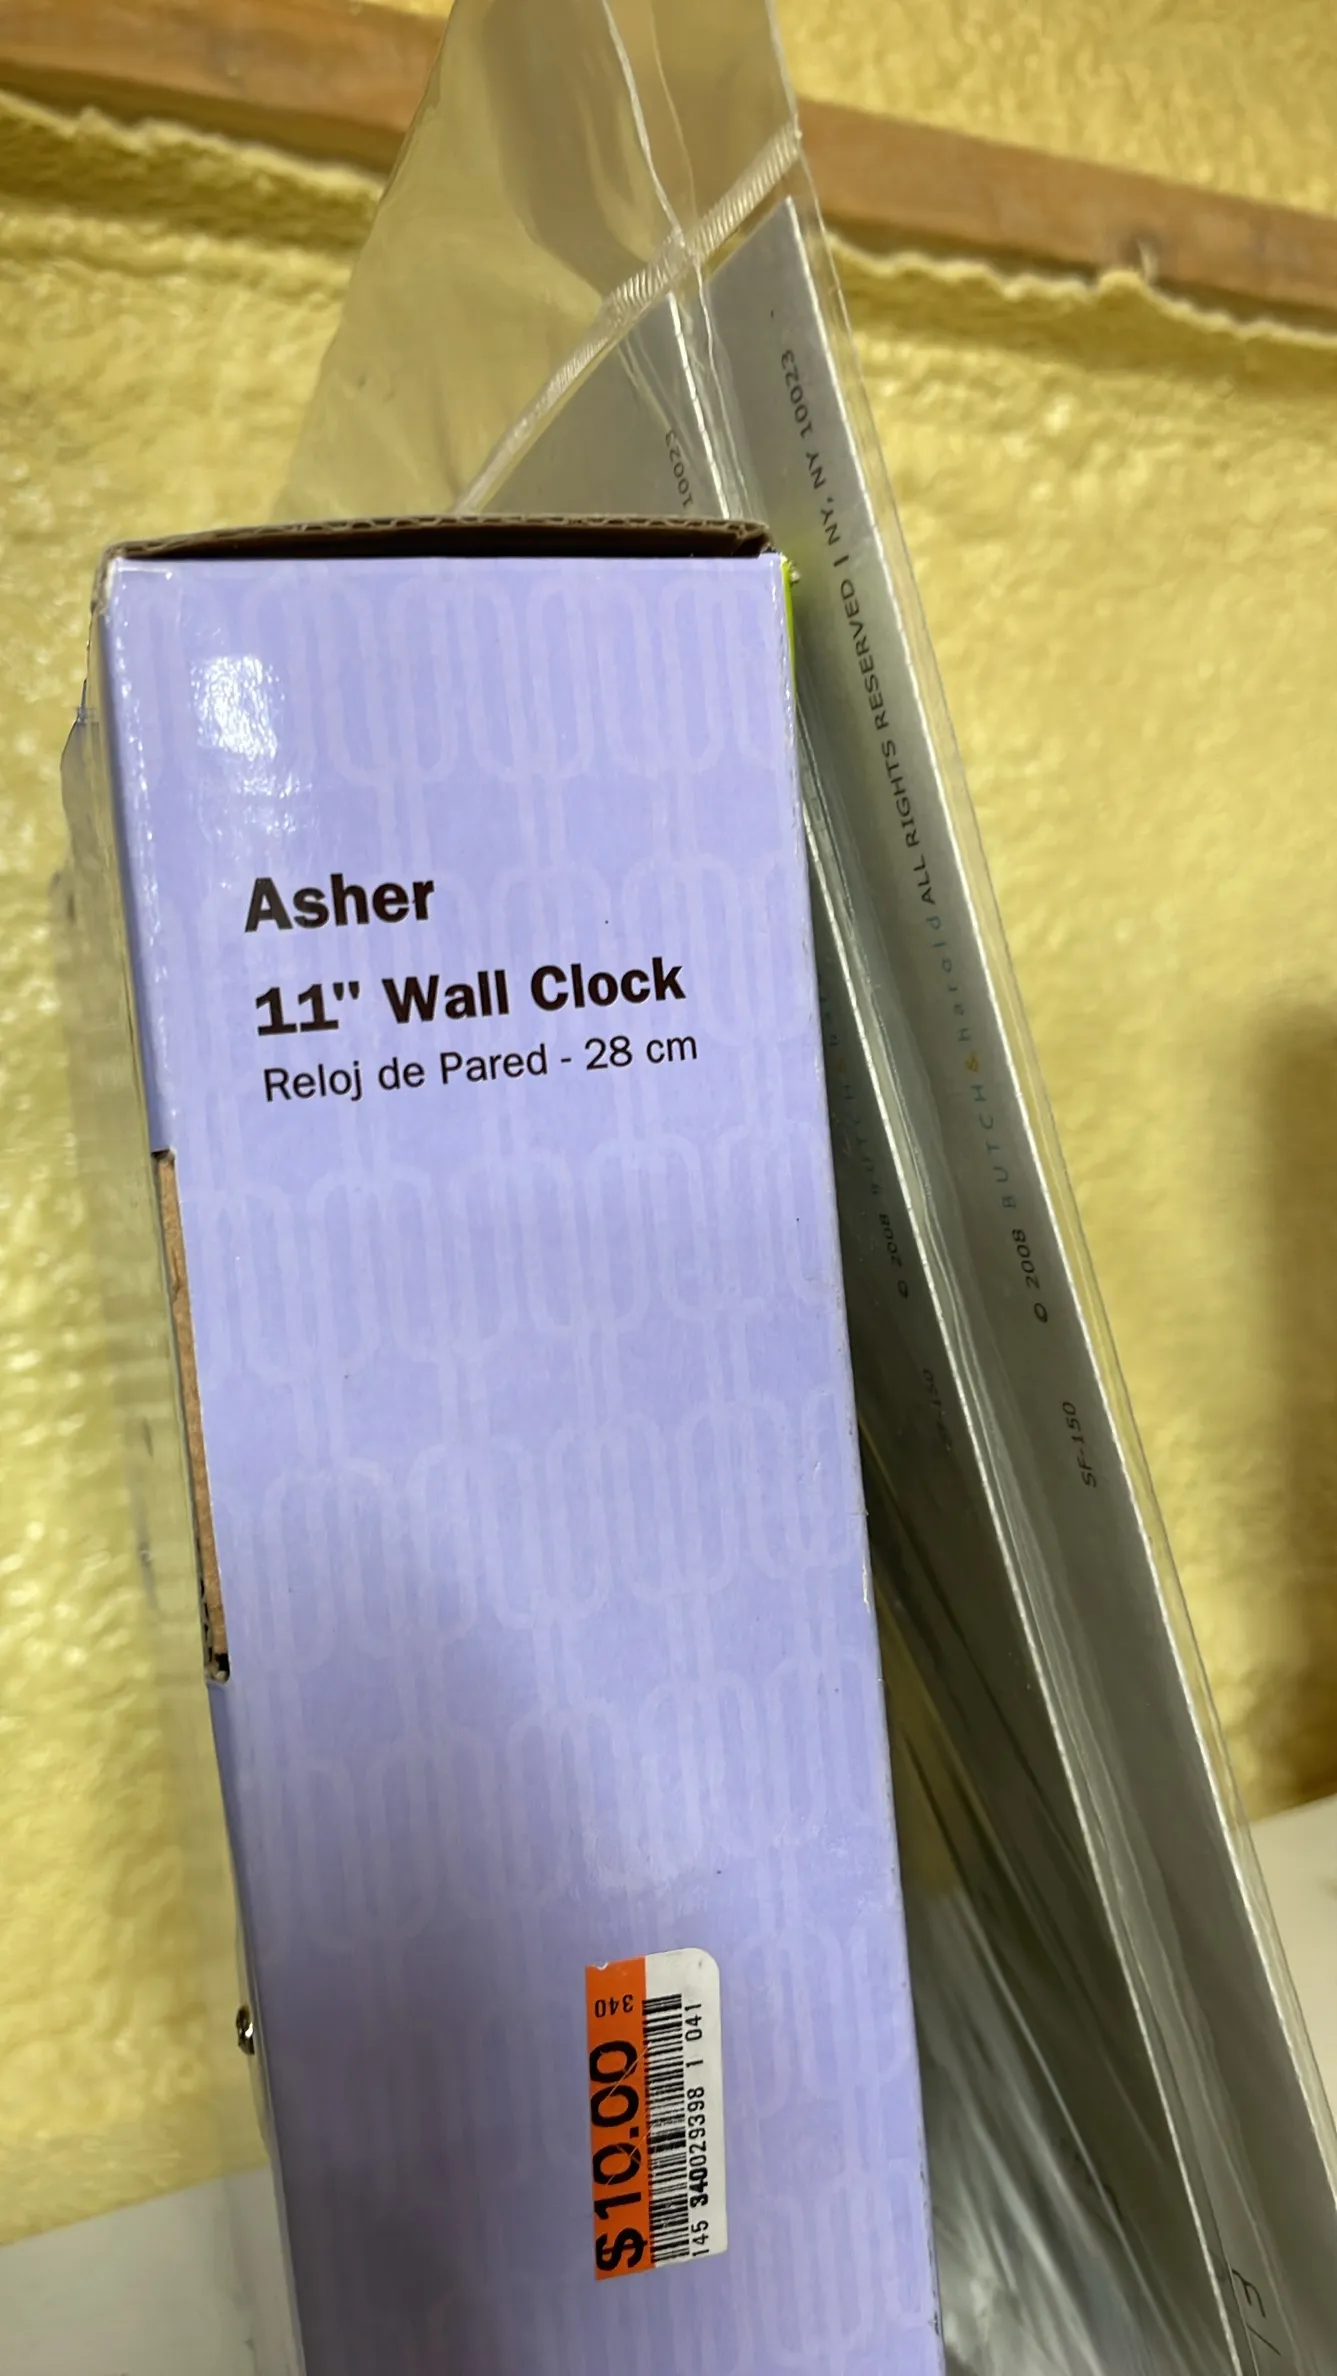 Asher
11" Wall Clock
Reloj de Pared - 28 cm
340
$10.00
145 340029398 1 041
SF-150
© 2008 BUTCH & harold ALL RIGHTS RESERVED | NY, NY 10023
SF-150
© 2008
10023